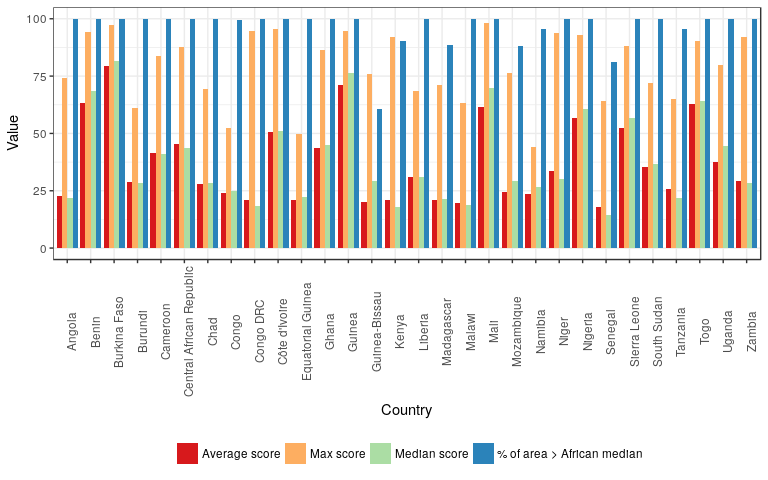 100
75
50
25
0
Value
Angola
Benin
Burkina Faso
Burundi
Cameroon
Central African Republic
Chad
Congo
Congo DRC
Côte d'Ivoire
Equatorial Guinea
Ghana
Guinea
Guinea-Bissau
Kenya
Liberia
Madagascar
Malawi
Mali
Mozambique
Namibia
Niger
Nigeria
Senegal
Sierra Leone
South Sudan
Tanzania
Togo
Uganda
Zambia
Country
Average score Max score Median score % of area > African median